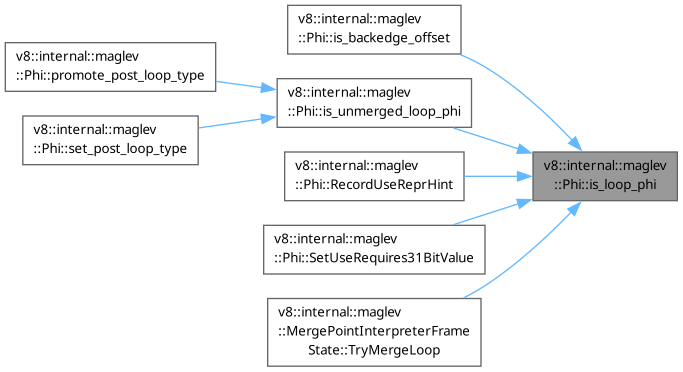 v8::internal::maglev
::Phi::is_backedge_offset
v8::internal::maglev
::Phi::promote_post_loop_type
v8::internal::maglev
::Phi::is_unmerged_loop_phi
v8::internal::maglev
::Phi::set_post_loop_type
v8::internal::maglev
::Phi::RecordUseReprHint
v8::internal::maglev
::Phi::is_loop_phi
v8::internal::maglev
::Phi::SetUseRequires31BitValue
v8::internal::maglev
::MergePointInterpreterFrame
State::TryMergeLoop